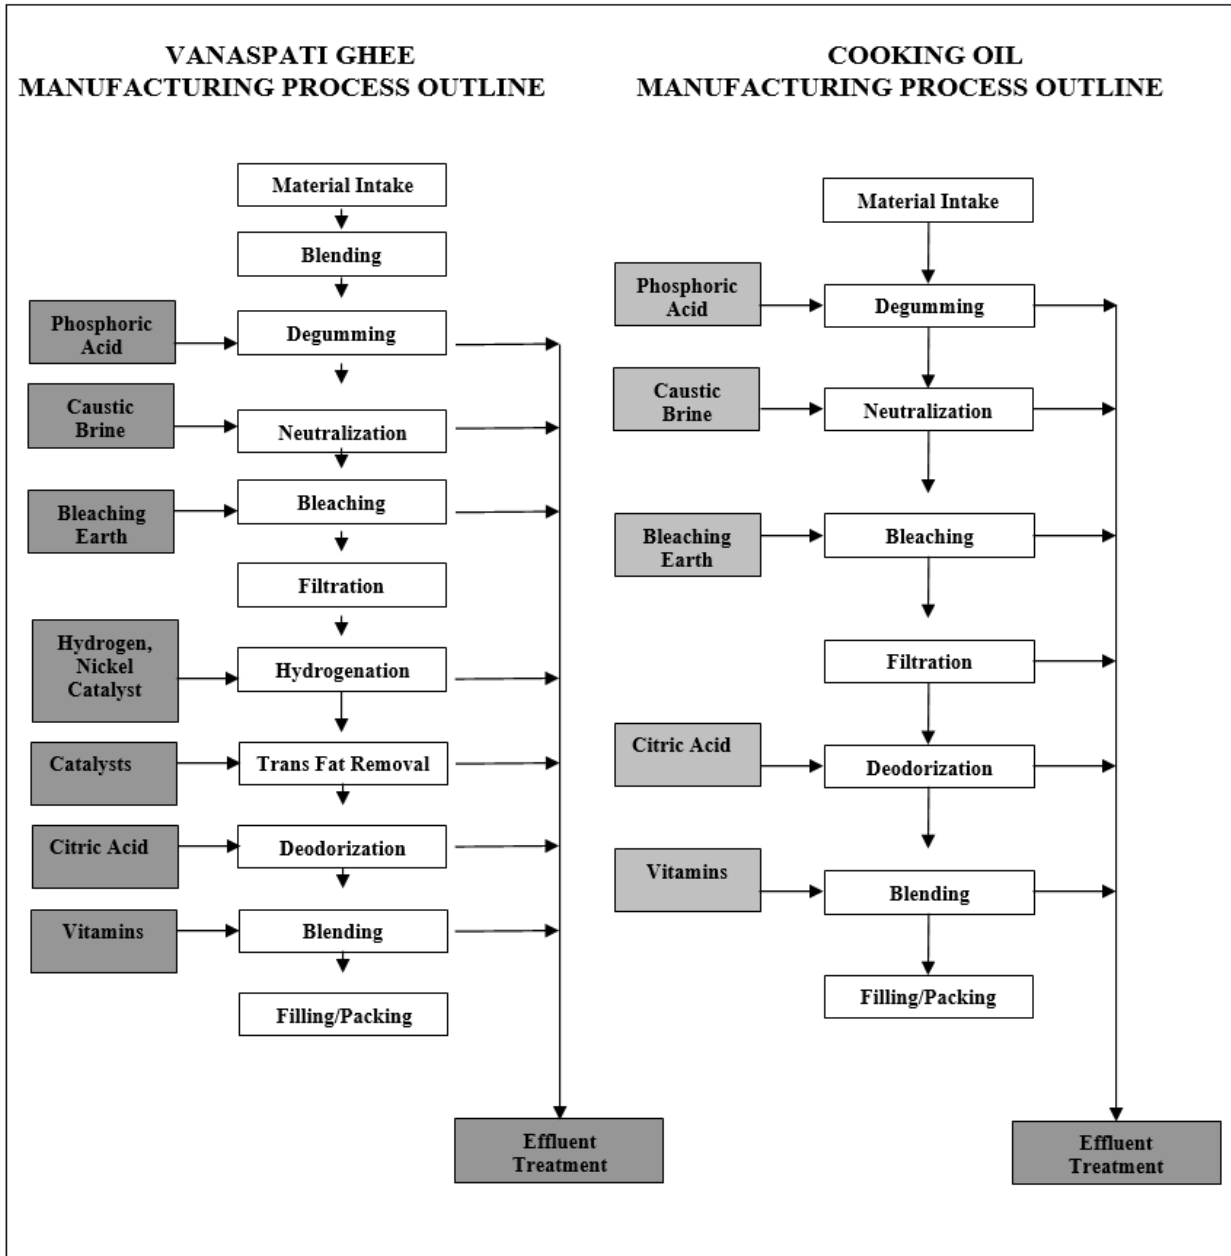 VANASPATI GHEE
MANUFACTURING PROCESS OUTLINE
Material Intake
Blending
Phosphoric
Acid
Degumming
Caustic
Brine
Neutralization
Bleaching
Earth
Bleaching
Filtration
Hydrogen,
Nickel
Catalyst
Hydrogenation
Catalysts
Trans Fat Removal
Citric Acid
Deodorization
Vitamins
Blending
Filling/Packing
Effluent
Treatment
COOKING OIL
MANUFACTURING PROCESS OUTLINE
Material Intake
Phosphoric
Acid
Degumming
Caustic
Brine
Neutralization
Bleaching
Earth
Bleaching
Filtration
Citric Acid
Deodorization
Vitamins
Blending
Filling/Packing
Effluent
Treatment